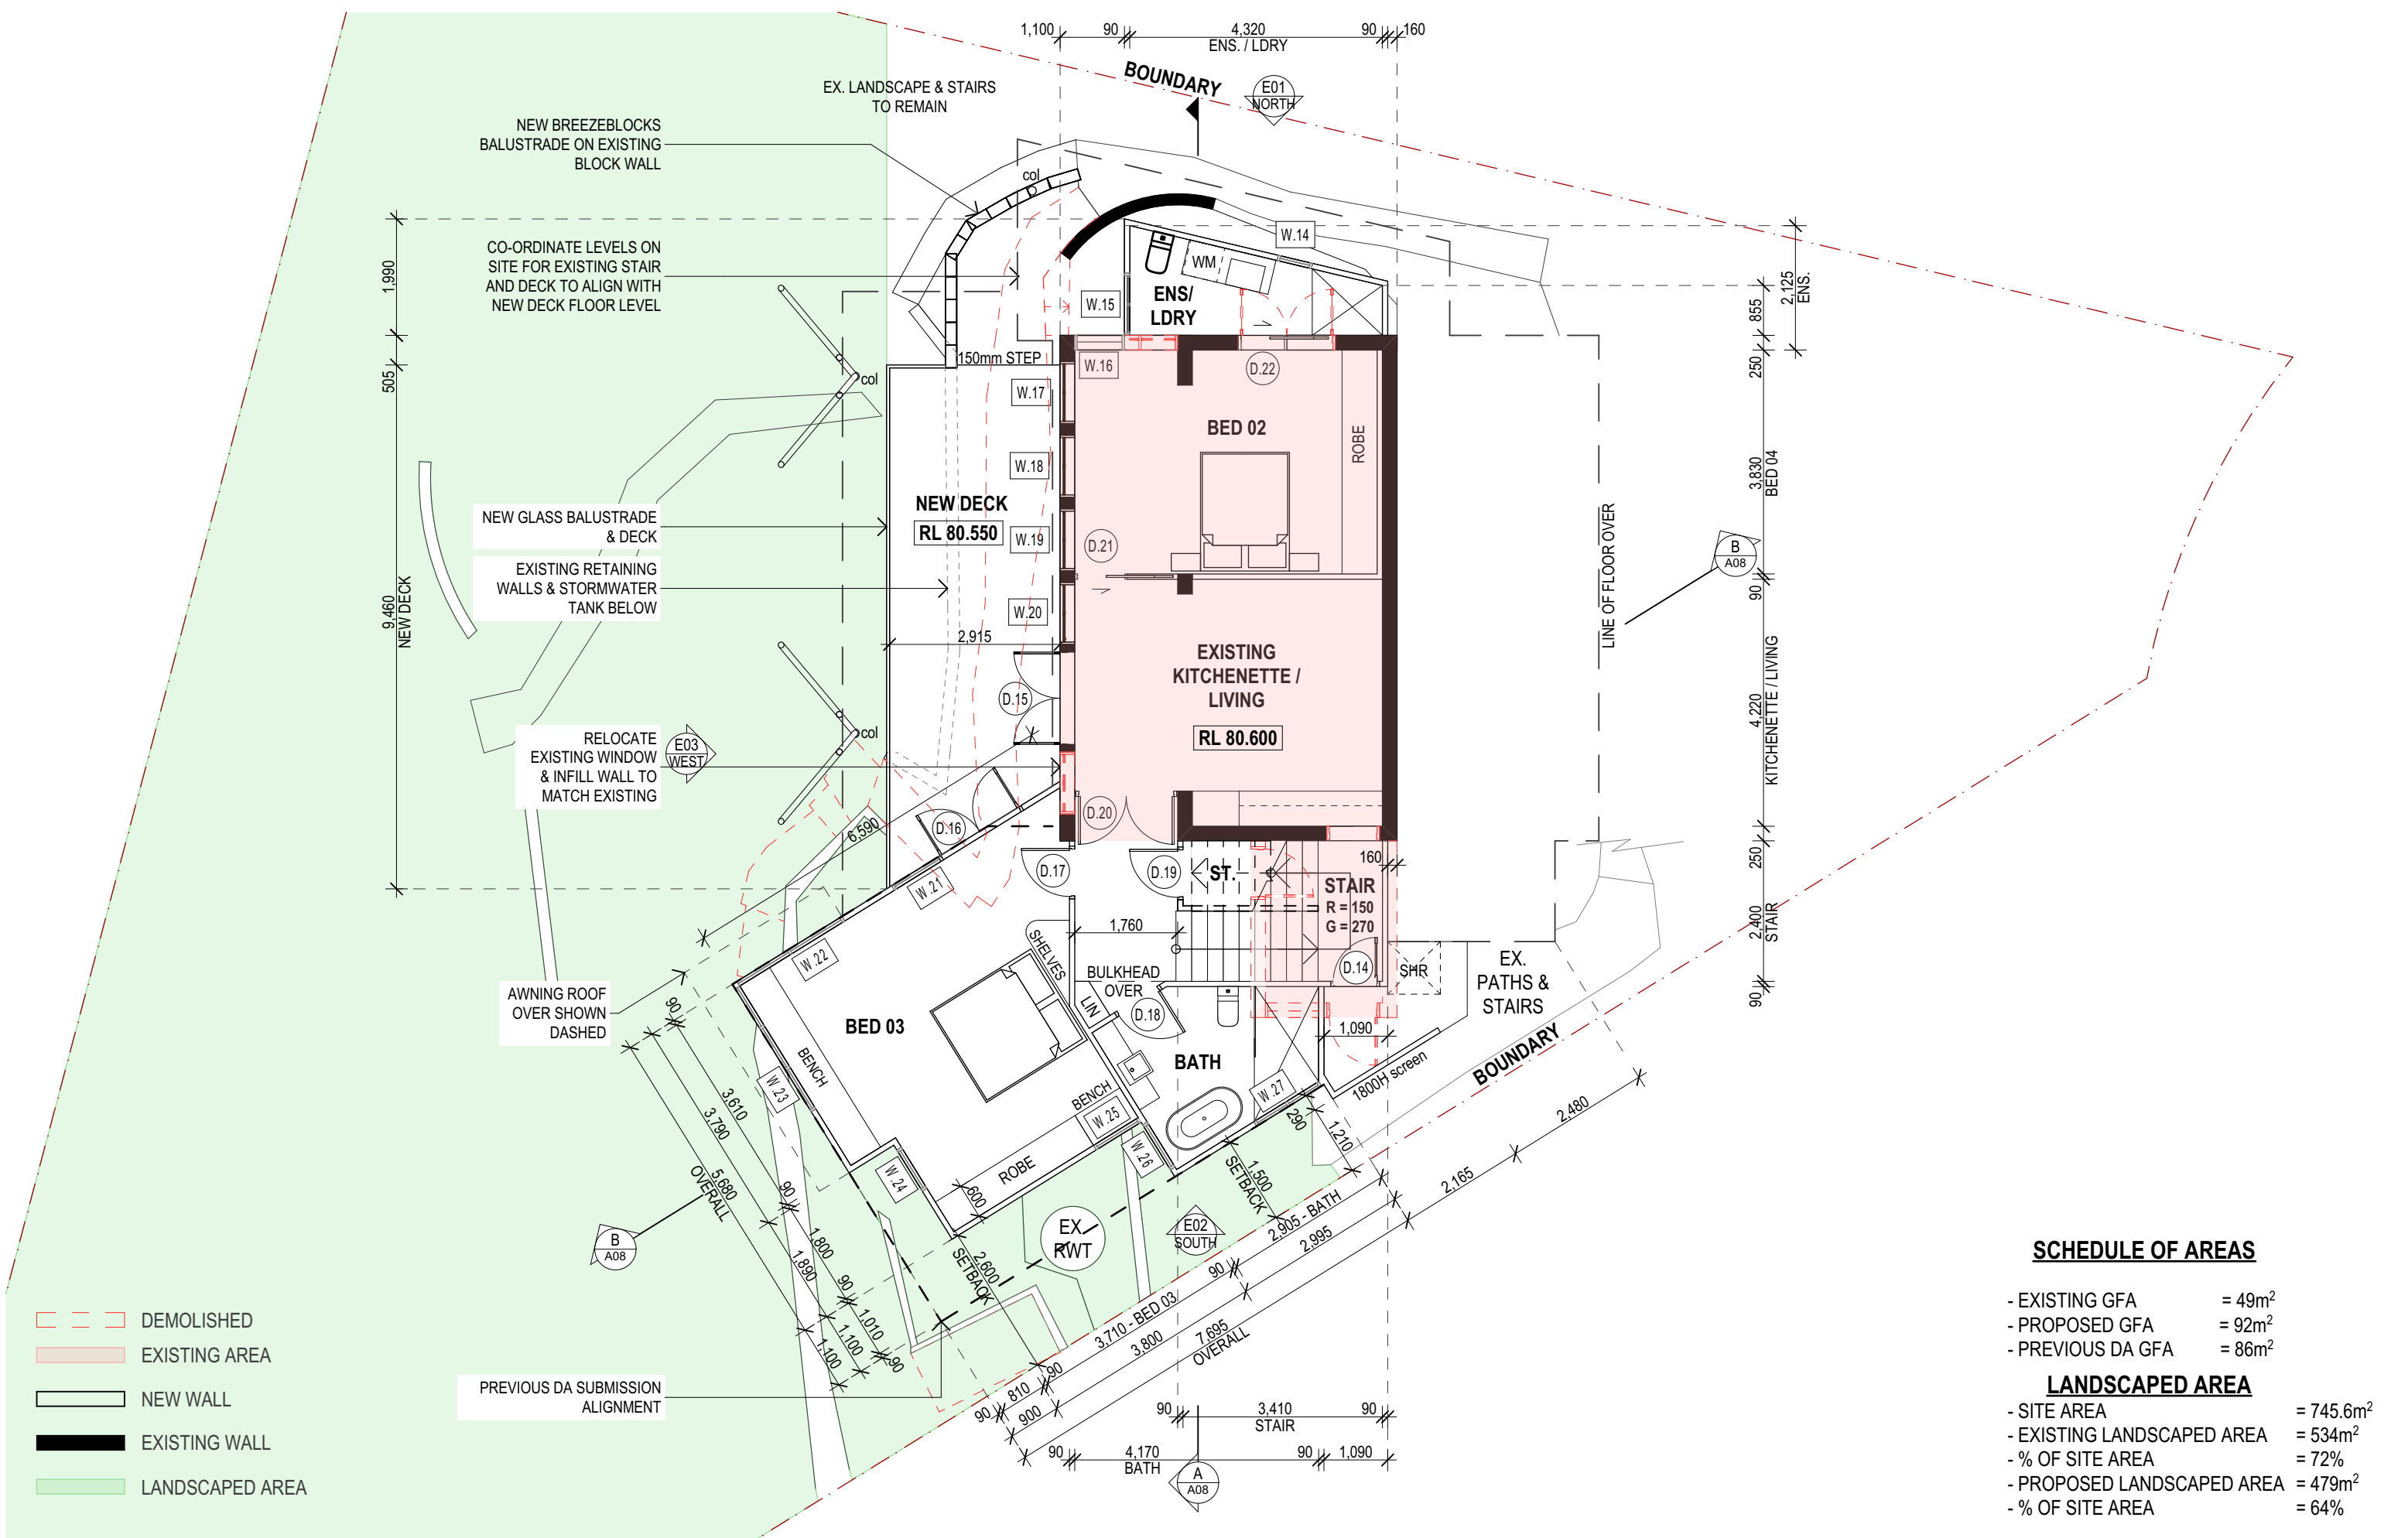 1,100
90
4,320
90
160
ENS. / LDRY
BOUNDARY
E01
NORTH
EX. LANDSCAPE & STAIRS
TO REMAIN
NEW BREEZEBLOCKS
BALUSTRADE ON EXISTING
BLOCK WALL
col
CO-ORDINATE LEVELS ON
SITE FOR EXISTING STAIR
AND DECK TO ALIGN WITH
NEW DECK FLOOR LEVEL
W.14
WM
W.15
ENS/
LDRY
1,990
505
9,460
NEW DECK
2,125
ENS.
855
250
3,830
BED 04
90
4,220
KITCHENETTE / LIVING
250
2,400
STAIR
90
150mm STEP
W.16
D.22
col
W.17
BED 02
ROBE
W.18
NEW DECK
RL 80.550
W.19
D.21
NEW GLASS BALUSTRADE
& DECK
EXISTING RETAINING
WALLS & STORMWATER
TANK BELOW
LINE OF FLOOR OVER
B
A08
W.20
2,915
EXISTING
KITCHENETTE /
LIVING
RL 80.600
D.15
col
RELOCATE
EXISTING WINDOW
& INFILL WALL TO
MATCH EXISTING
E03
WEST
D.20
D.16
6,590
D.17
D.19
ST.
160
STAIR
R = 150
G = 270
W.21
1,760
SHELVES
W.22
BULKHEAD
OVER
D.14
SHR
EX.
PATHS &
STAIRS
AWNING ROOF
OVER SHOWN
DASHED
BED 03
LIN
D.18
1,090
BATH
BENCH
BENCH
W.23
W.25
W.27
1800H screen
BOUNDARY
90
3,610
3,790
5,680
OVERALL
W.24
ROBE
W.26
600
290
1,210
2,480
1,500
SETBACK
2,165
90
1,800
1,890
90
1,010
1,100
90
1,100
B
A08
EX
RWT
E02
SOUTH
2,600
SETBACK
2,905 - BATH
2,995
90
3,710 - BED 03
3,800
7,695
OVERALL
90
810
90
900
PREVIOUS DA SUBMISSION
ALIGNMENT
90
3,410
90
STAIR
90
4,170
90
1,090
BATH
A
A08
DEMOLISHED
EXISTING AREA
NEW WALL
EXISTING WALL
LANDSCAPED AREA
SCHEDULE OF AREAS
- EXISTING GFA = 49m²
- PROPOSED GFA = 92m²
- PREVIOUS DA GFA = 86m²
LANDSCAPED AREA
- SITE AREA = 745.6m²
- EXISTING LANDSCAPED AREA = 534m²
- % OF SITE AREA = 72%
- PROPOSED LANDSCAPED AREA = 479m²
- % OF SITE AREA = 64%